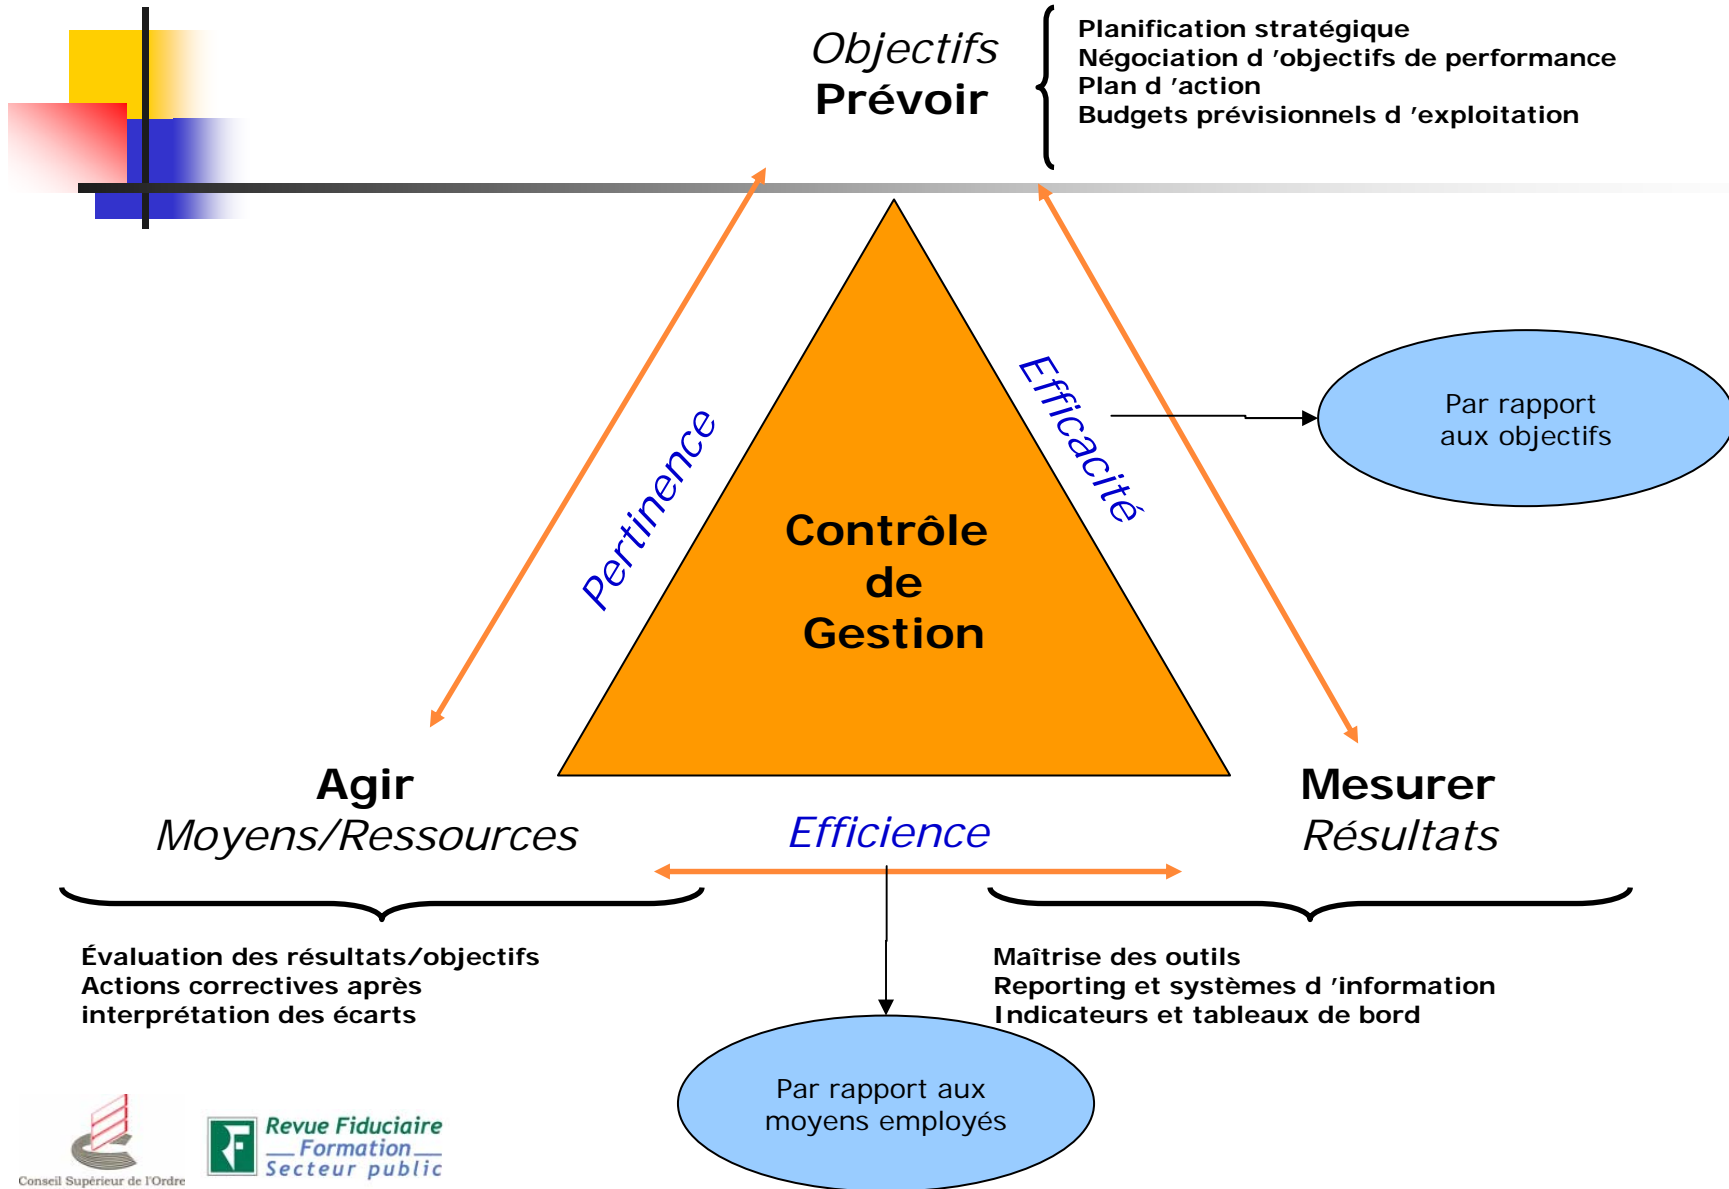 Objectifs
Prévoir
Planification stratégique
Négociation d ’objectifs de performance
Plan d ’action
Budgets prévisionnels d ’exploitation
Pertinence
Efficacité
Par rapport
aux objectifs
Contrôle
de
Gestion
Agir
Moyens/Ressources
Efficience
Mesurer
Résultats
Évaluation des résultats/objectifs
Actions correctives après
interprétation des écarts
Maîtrise des outils
Reporting et systèmes d ’information
Indicateurs et tableaux de bord
Par rapport aux
moyens employés
Conseil Supérieur de l'Ordre
RF
Revue Fiduciaire
Formation
Secteur public